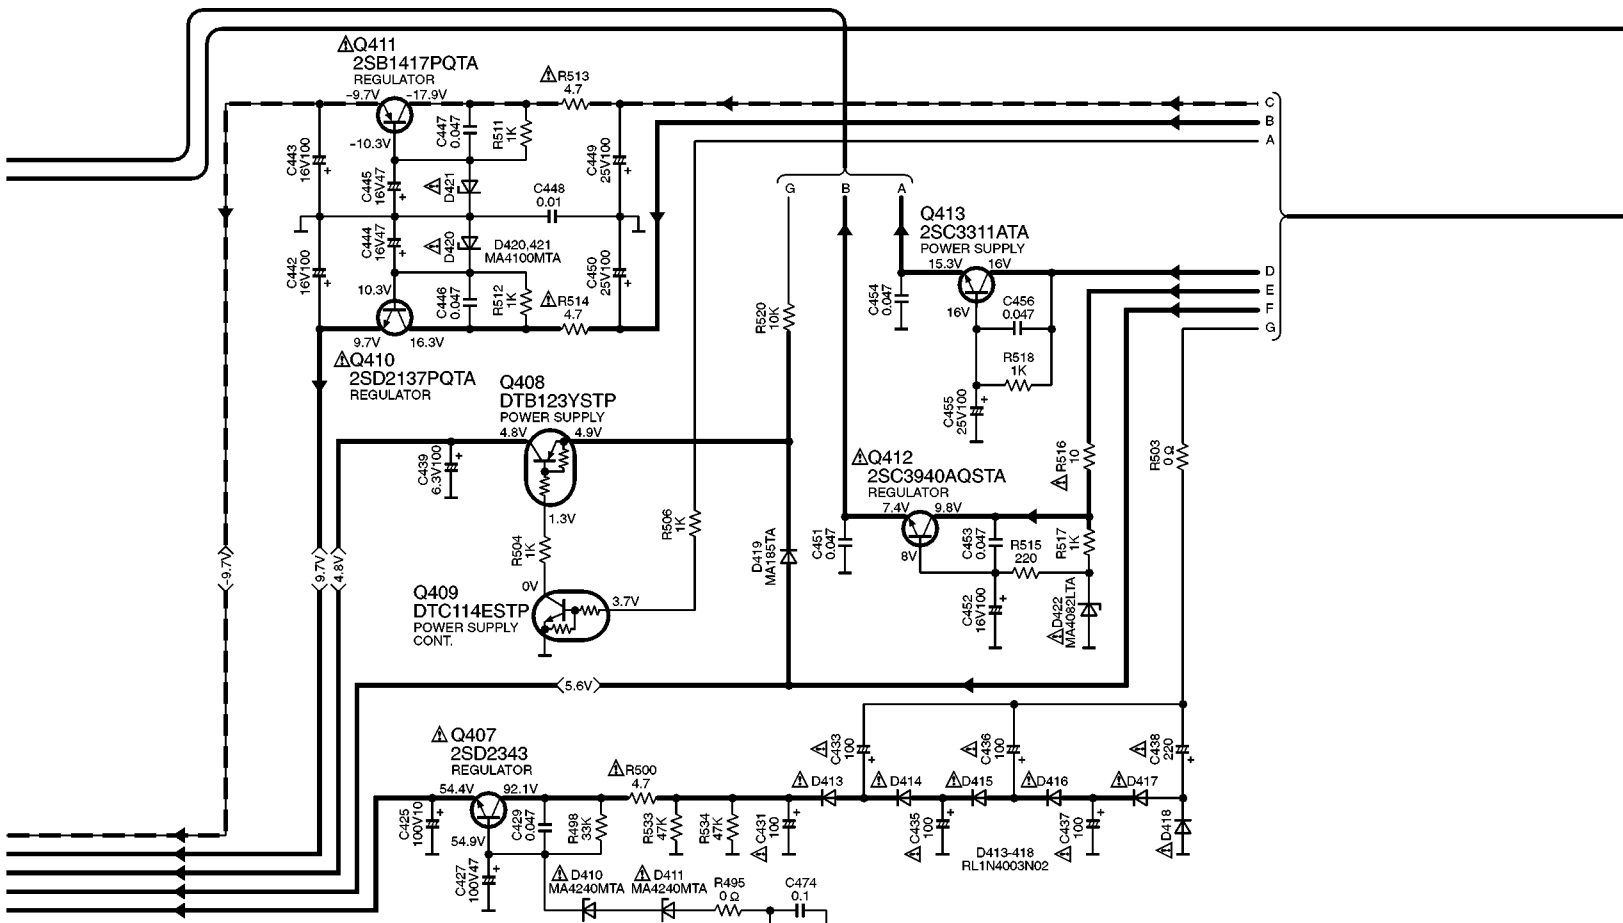 Q411
2SB1417PQTA
REGULATOR
-9.7V
-17.9V
R513
4.7
C
B
A
C443
16V100
+
-10.3V
C447
0.047
R511
1K
C449
25V100
+
C445
16V47
+
D421
C448
0.01
G
B
A
Q413
2SC3311ATA
POWER SUPPLY
15.3V
16V
C444
16V47
+
D420
D420,421
MA4100MTA
C442
16V100
+
C450
25V100
+
10.3V
C446
0.047
R512
1K
R514
4.7
9.7V
16.3V
Q410
2SD2137PQTA
REGULATOR
D
E
F
G
C454
0.047
16V
C456
0.047
R520
10K
R518
1K
C455
25V100
+
Q408
DTB123YSTP
POWER SUPPLY
4.8V
4.9V
C439
6.3V100
+
1.3V
R504
1K
R506
1K
Q412
2SC3940AQSTA
REGULATOR
7.4V
9.8V
R516
10
R503
0Ω
C451
0.047
8V
C453
0.047
R515
220
R517
1K
D419
MA185TA
-9.7V
9.7V
4.8V
0V
Q409
DTC114ESTP
POWER SUPPLY
CONT.
3.7V
C452
16V100
+
D422
MA4082LTA
5.6V
Q407
2SD2343
REGULATOR
54.4V
92.1V
R500
4.7
C433
100
+
C436
100
+
C438
220
+
D413
D414
D415
D416
D417
C425
100V10
+
54.9V
C429
0.047
R498
33K
R533
47K
R534
47K
C431
100
+
C435
100
+
C437
100
+
D418
D413-418
RL1N4003N02
C427
100V47
+
D410
MA4240MTA
D411
MA4240MTA
R495
0Ω
C474
0.1